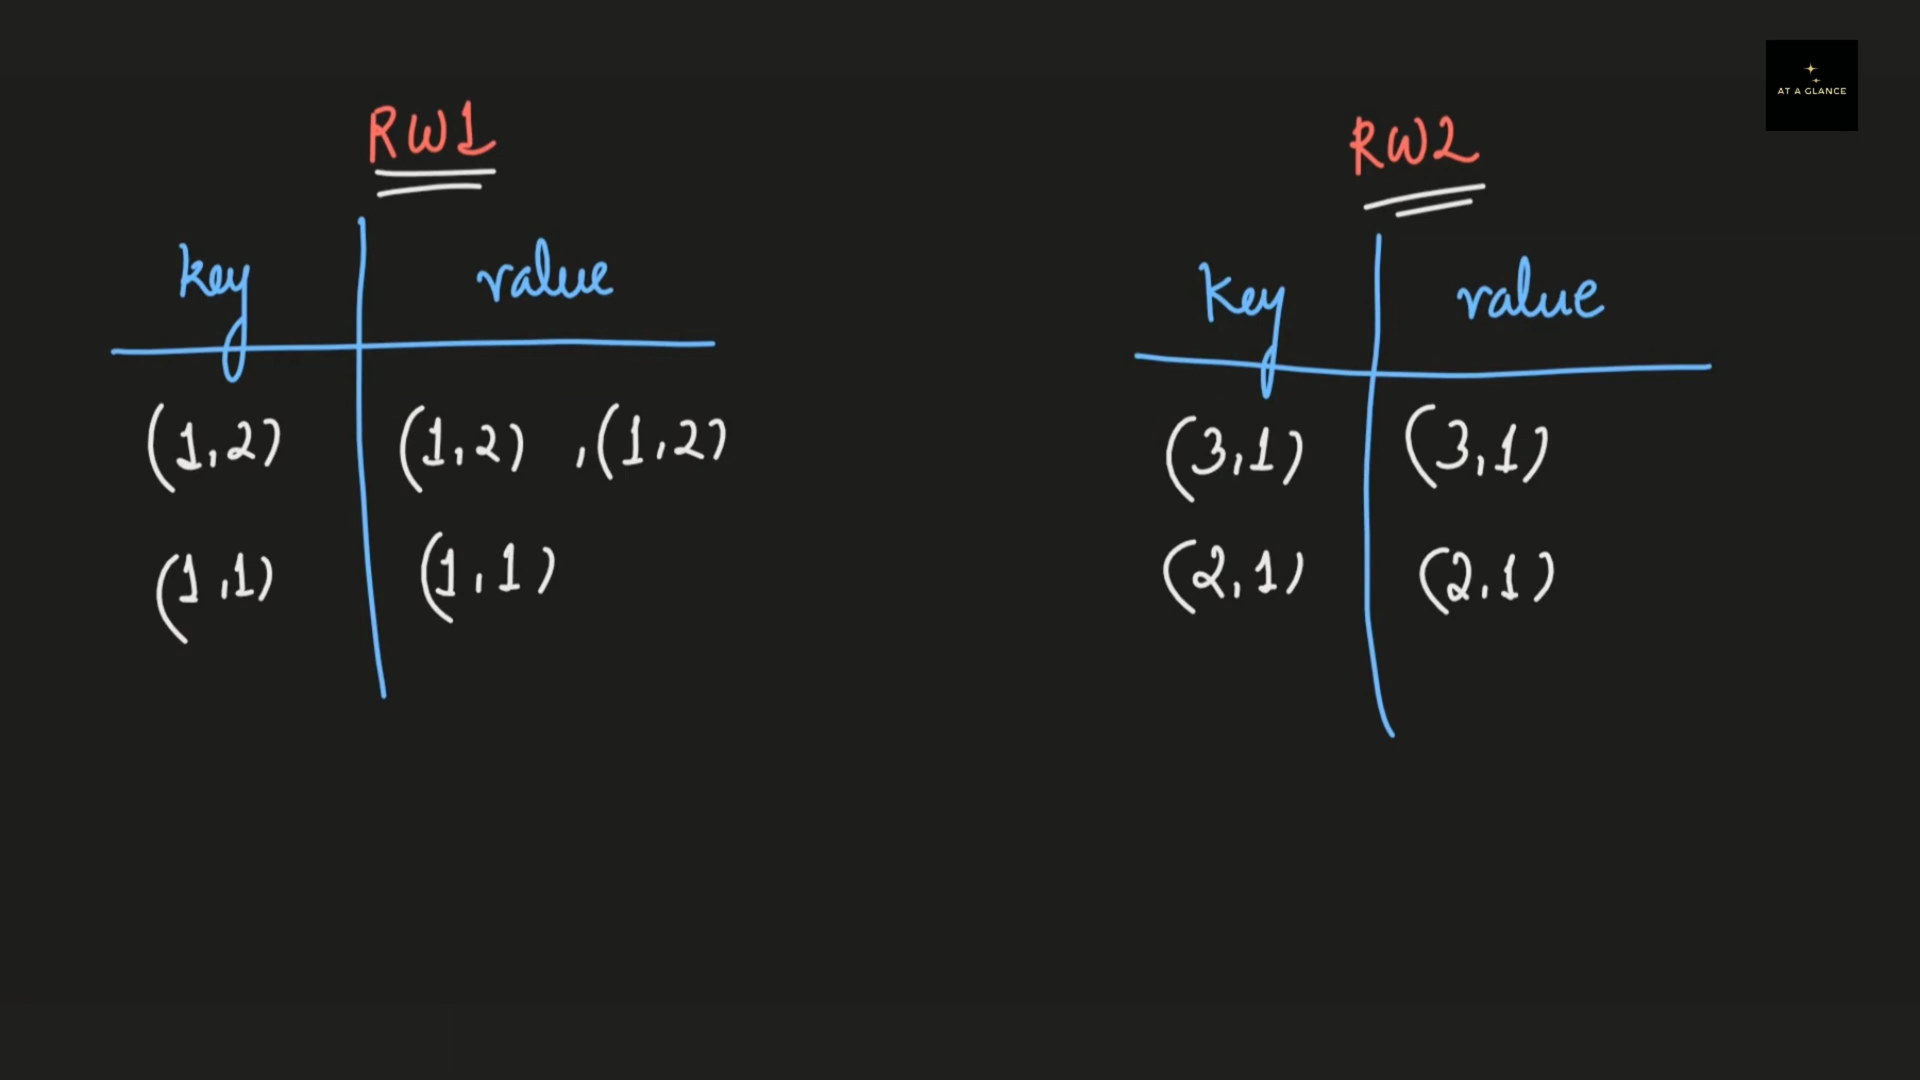 AT A GLANCE
RW1
key value
(1,2) (1,2) ,(1,2)
(1,1) (1,1)
RW2
Key value
(3,1) (3,1)
(2,1) (2,1)